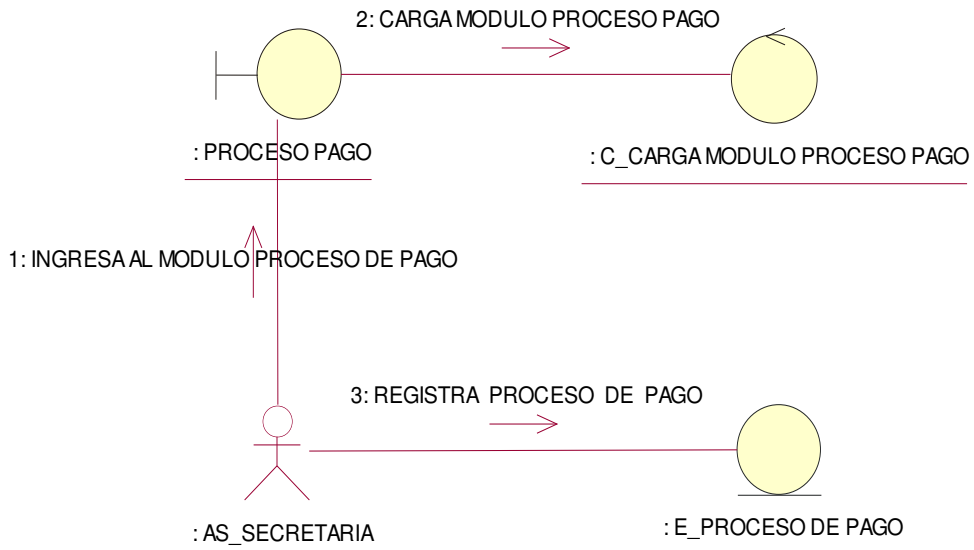 2: CARGA MODULO PROCESO PAGO
: PROCESO PAGO
: C_CARGA MODULO PROCESO PAGO
1: INGRESA AL MODULO PROCESO DE PAGO
3: REGISTRA PROCESO DE PAGO
: AS_SECRETARIA
: E_PROCESO DE PAGO